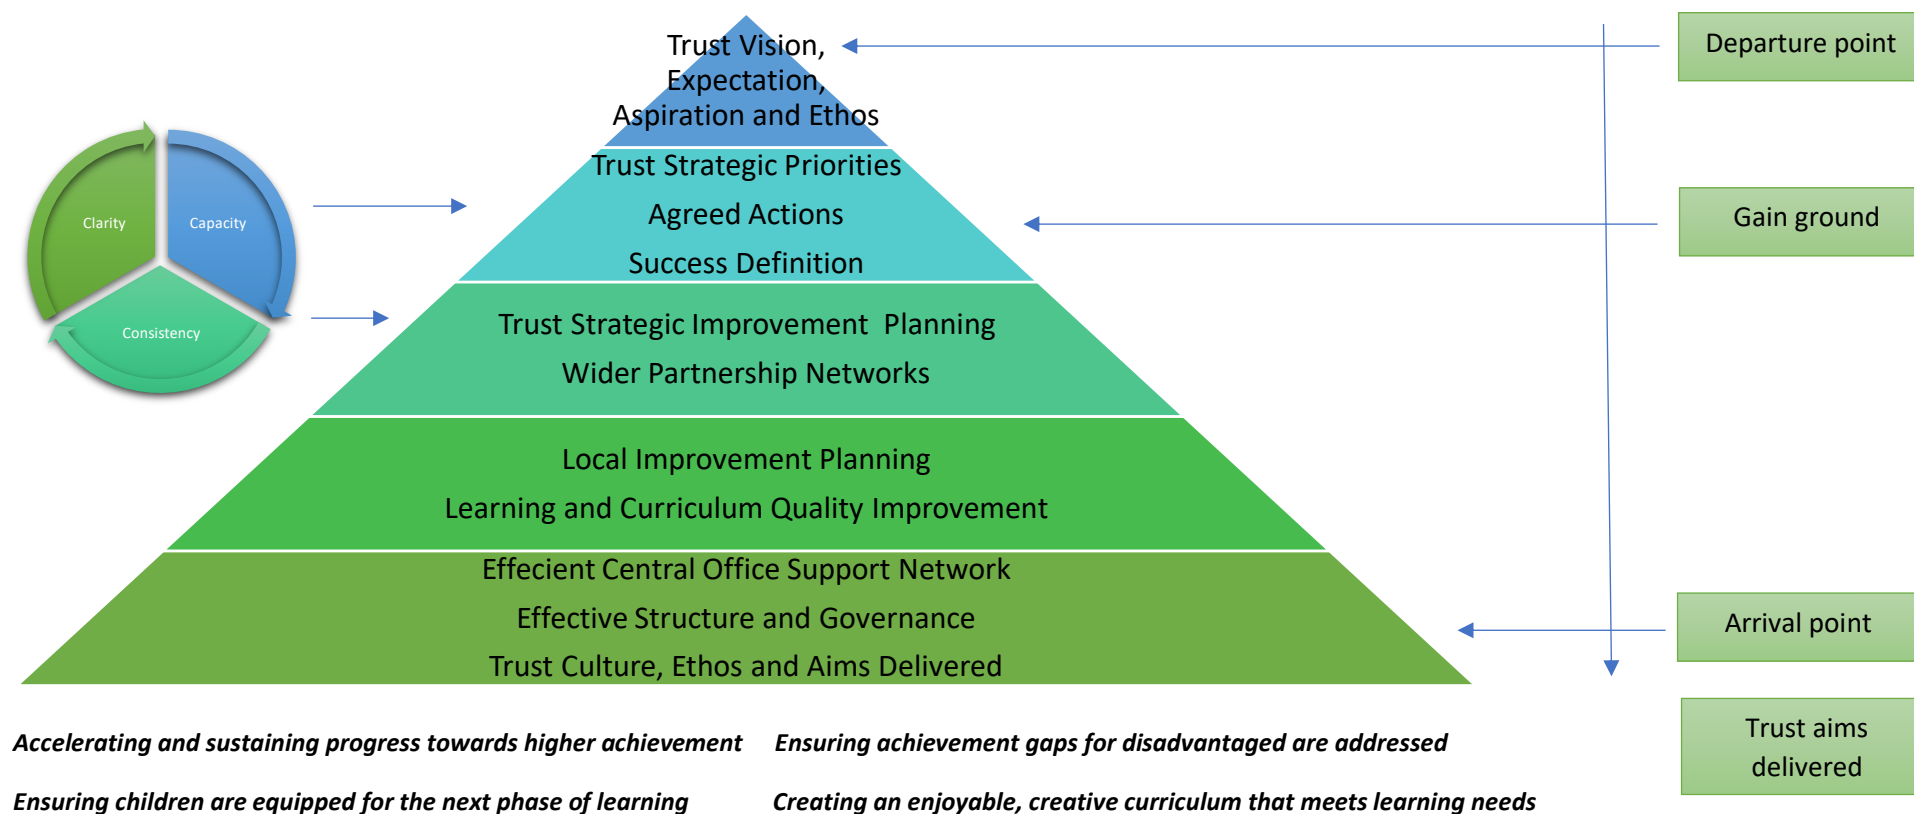 Trust Vision,
Expectation,
Aspiration and Ethos
Departure point
Trust Strategic Priorities
Agreed Actions
Success Definition
Gain ground
Clarity
Capacity
Consistency
Trust Strategic Improvement  Planning
Wider Partnership Networks
Local Improvement Planning
Learning and Curriculum Quality Improvement
Effecient Central Office Support Network
Effective Structure and Governance
Trust Culture, Ethos and Aims Delivered
Arrival point
Trust aims
delivered
Accelerating and sustaining progress towards higher achievement    Ensuring achievement gaps for disadvantaged are addressed
Ensuring children are equipped for the next phase of learning    Creating an enjoyable, creative curriculum that meets learning needs